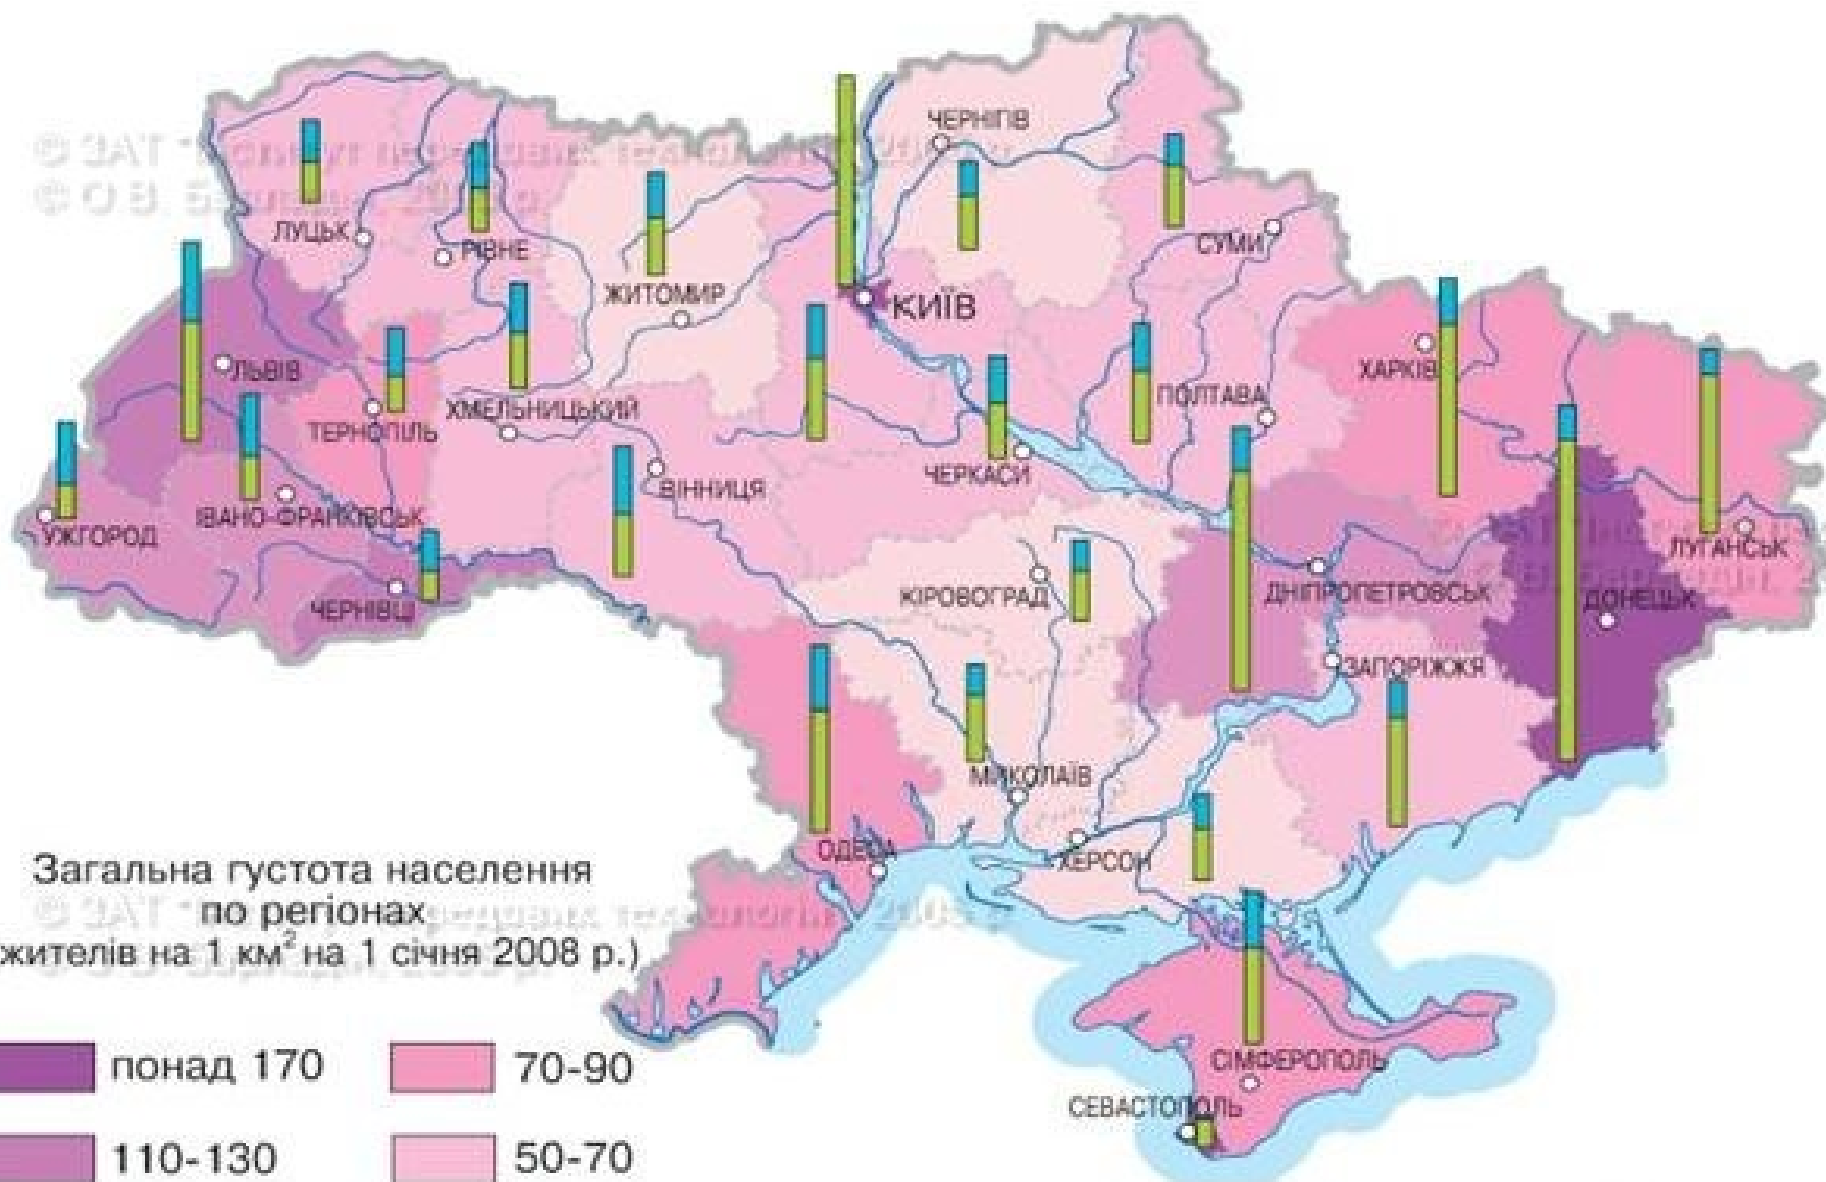 ЧЕРНІГІВ
ЛУЦЬК
РІВНЕ
СУМИ
ЖИТОМИР
КИЇВ
ЛЬВІВ
ХАРКІВ
ПОЛТАВА
ХМЕЛЬНИЦЬКИЙ
ТЕРНОПІЛЬ
ЧЕРКАСИ
ВІННИЦЯ
ІВАНО-ФРАНКІВСЬК
УЖГОРОД
ЛУГАНСЬК
КІРОВОГРАД
ДНІПРОПЕТРОВСЬК
ДОНЕЦЬК
ЧЕРНІВЦІ
ЗАПОРІЖЖЯ
МИКОЛАЇВ
ОДЕСА
ХЕРСОН
СІМФЕРОПОЛЬ
СЕВАСТОПОЛЬ
Загальна густота населення
по регіонах
жителів на 1 км² на 1 січня 2008 р.)
понад 170
70-90
110-130
50-70